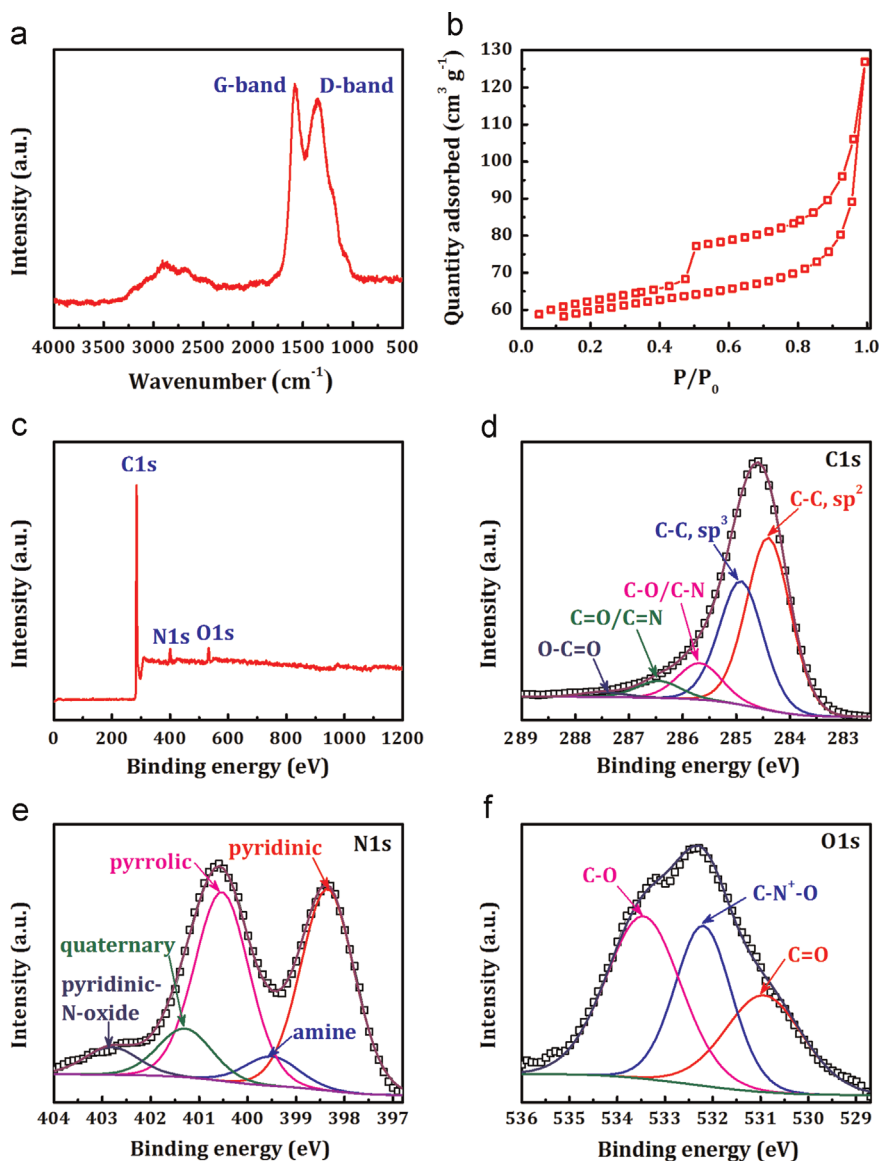 a
G-band D-band
Intensity (a.u.)
4000 3500 3000 2500 2000 1500 1000 500
Wavenumber (cm⁻¹)
b
Quantity adsorbed (cm³ g⁻¹)
130
120
110
100
90
80
70
60
0.0 0.2 0.4 0.6 0.8 1.0
P/P₀
c
C1s
N1s O1s
Intensity (a.u.)
0 200 400 600 800 1000 1200
Binding energy (eV)
d
C1s
C-C, sp²
C-C, sp³
C-O/C-N
C=O/C=N
O-C=O
Intensity (a.u.)
289 288 287 286 285 284 283
Binding energy (eV)
e
N1s
pyrrolic
pyridinic
quaternary
pyridinic-
N-oxide
amine
Intensity (a.u.)
404 403 402 401 400 399 398 397
Binding energy (eV)
f
O1s
C-O
C-N⁺-O
C=O
Intensity (a.u.)
536 535 534 533 532 531 530 529
Binding energy (eV)